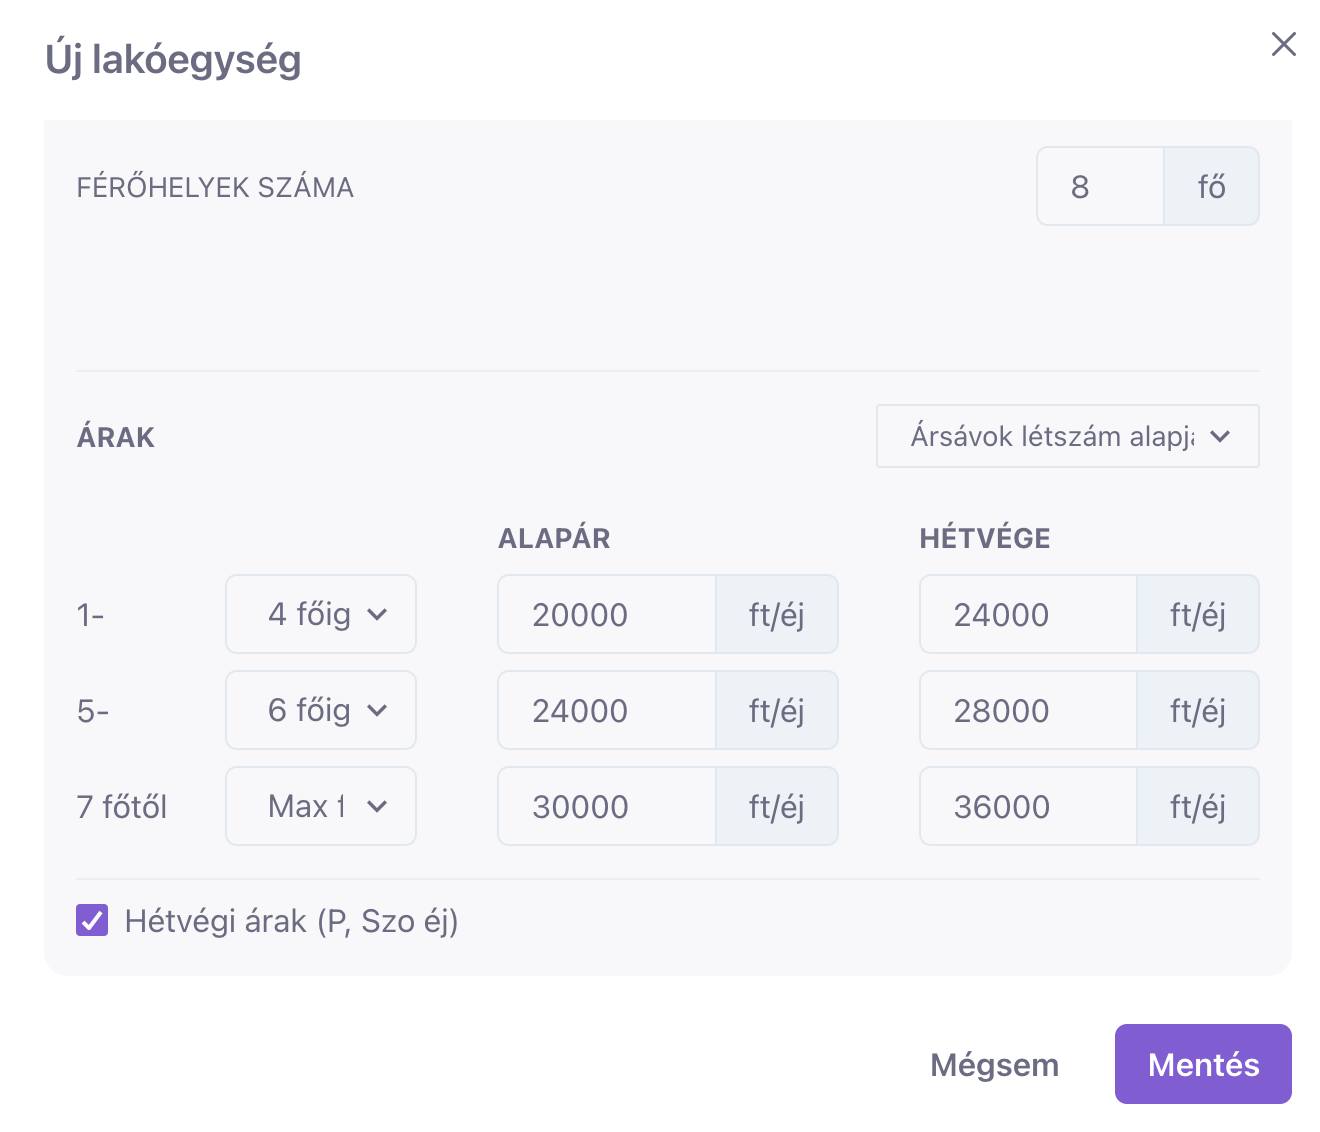 Új lakóegység
FÉRŐHELYEK SZÁMA 8 fő
ÁRAK Ársávok létszám
ALAPÁR HÉTVÉGE
1- 4 főig 20000 ft/éj 24000 ft/éj
5- 6 főig 24000 ft/éj 28000 ft/éj
7 főtől Max 30000 ft/éj 36000 ft/éj
Hétvégi árak (P, Szo éj)
Mégsem Mentés